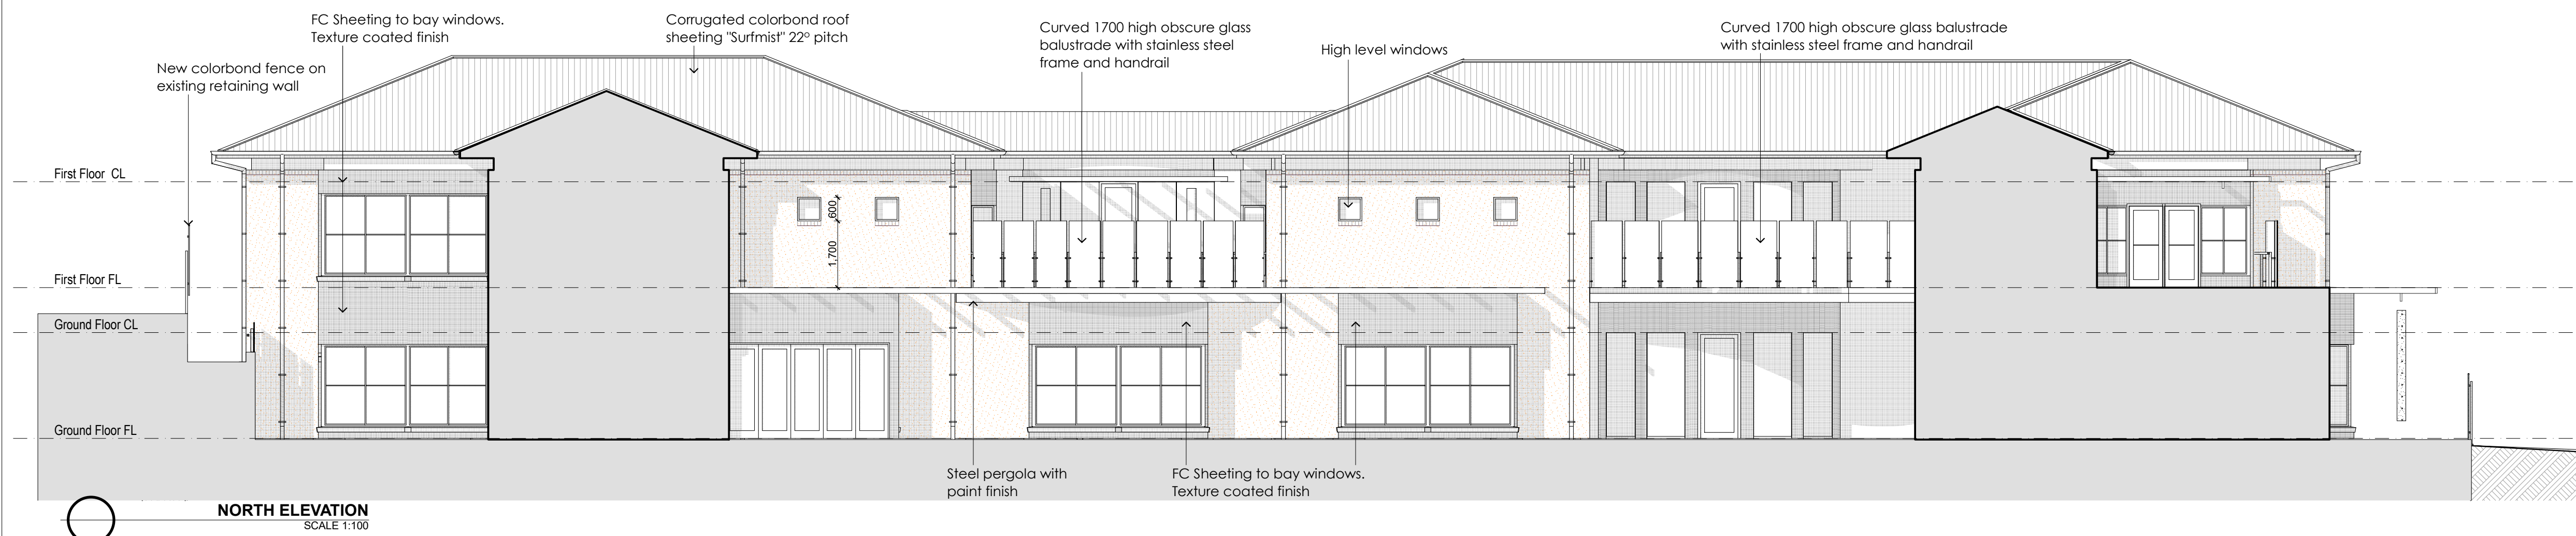 FC Sheeting to bay windows.
Texture coated finish
Corrugated colorbond roof
sheeting "Surfmist" 22° pitch
Curved 1700 high obscure glass
balustrade with stainless steel
frame and handrail
High level windows
Curved 1700 high obscure glass balustrade
with stainless steel frame and handrail
New colorbond fence on
existing retaining wall
First Floor CL
600
1,700
First Floor FL
Ground Floor CL
Ground Floor FL
Steel pergola with
paint finish
FC Sheeting to bay windows.
Texture coated finish
NORTH ELEVATION
SCALE 1:100